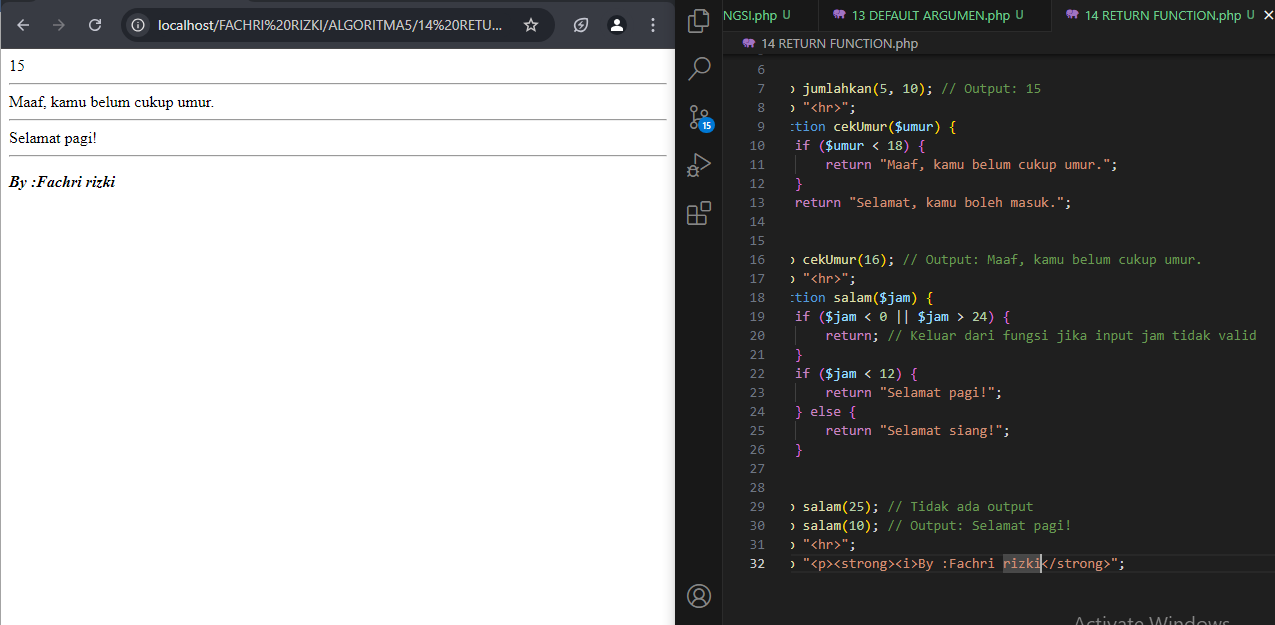 localhost/FACHRI%20RIZKI/ALGORITMA5/14%20RETU...
15
Maaf, kamu belum cukup umur.
Selamat pagi!
By :Fachri rizki
NGSI.php U
13 DEFAULT ARGUMEN.php U
14 RETURN FUNCTION.php U
14 RETURN FUNCTION.php
15
6
7 o jumlahkan(5, 10); // Output: 15
8 o "<hr>";
9 ction cekUmur($umur) {
10 if ($umur < 18) {
11 return "Maaf, kamu belum cukup umur.";
12 }
13 return "Selamat, kamu boleh masuk.";
14
15
16 o cekUmur(16); // Output: Maaf, kamu belum cukup umur.
17 o "<hr>";
18 ction salam($jam) {
19 if ($jam < 0 || $jam > 24) {
20 return; // Keluar dari fungsi jika input jam tidak valid
21 }
22 if ($jam < 12) {
23 return "Selamat pagi!";
24 } else {
25 return "Selamat siang!";
26 }
27
28
29 o salam(25); // Tidak ada output
30 o salam(10); // Output: Selamat pagi!
31 o "<hr>";
32 o "<p><strong><i>By :Fachri rizki</strong>";
Activate Windows